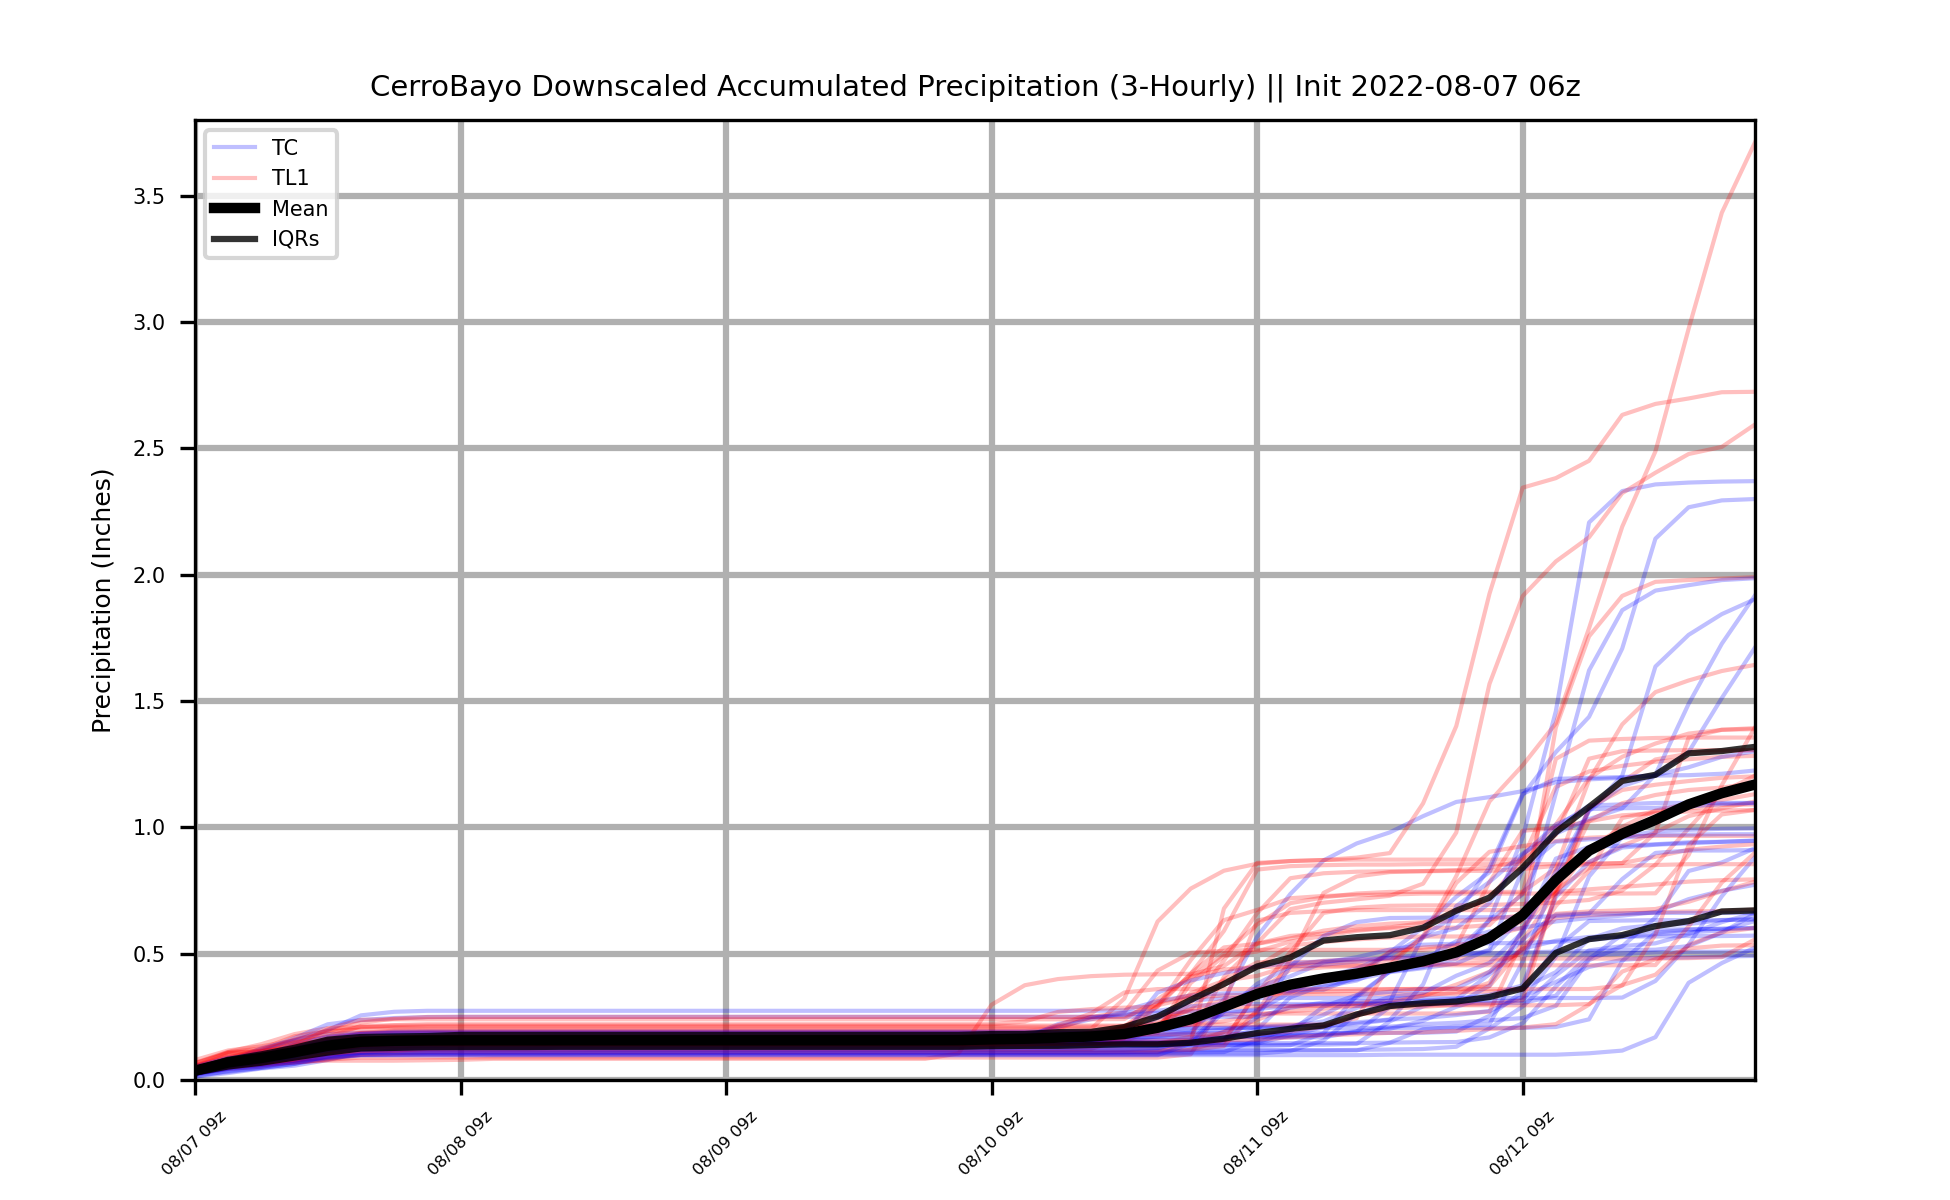 CerroBayo Downscaled Accumulated Precipitation (3-Hourly) || Init 2022-08-07 06z
TC
TL1
Mean
IQRs
Precipitation (Inches)
3.5
3.0
2.5
2.0
1.5
1.0
0.5
0.0
08/07 09z
08/08 09z
08/09 09z
08/10 09z
08/11 09z
08/12 09z